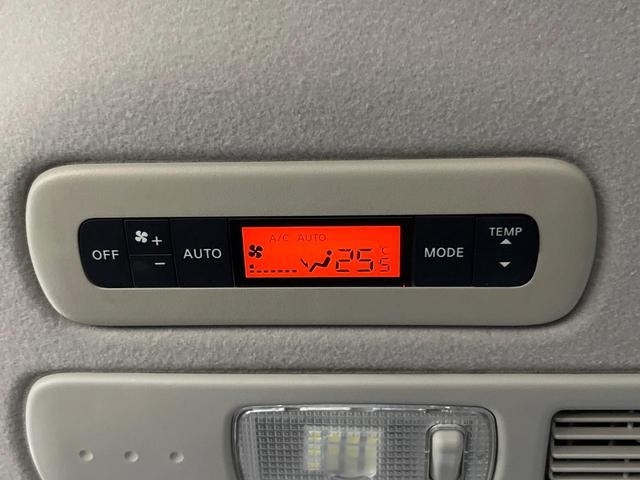 OFF
+
−
AUTO
A/C AUTO
25.5 °C
MODE
TEMP